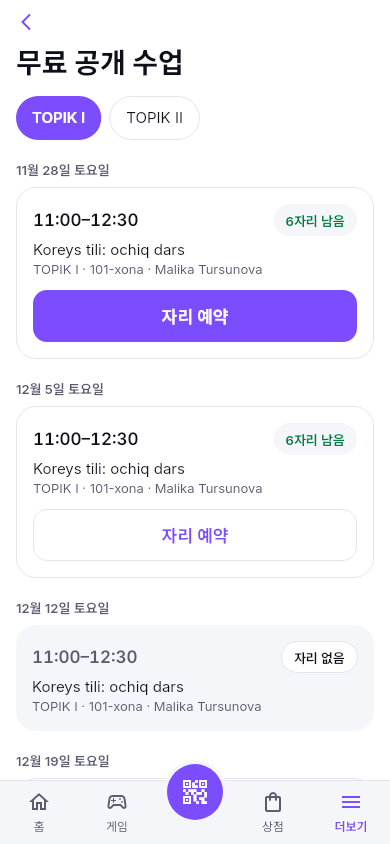 무료 공개 수업
TOPIK I
TOPIK II
11월 28일 토요일
11:00–12:30
6자리 남음
Koreys tili: ochiq dars
TOPIK I · 101-xona · Malika Tursunova
자리 예약
12월 5일 토요일
11:00–12:30
6자리 남음
Koreys tili: ochiq dars
TOPIK I · 101-xona · Malika Tursunova
자리 예약
12월 12일 토요일
11:00–12:30
자리 없음
Koreys tili: ochiq dars
TOPIK I · 101-xona · Malika Tursunova
12월 19일 토요일
홈
게임
상점
더보기